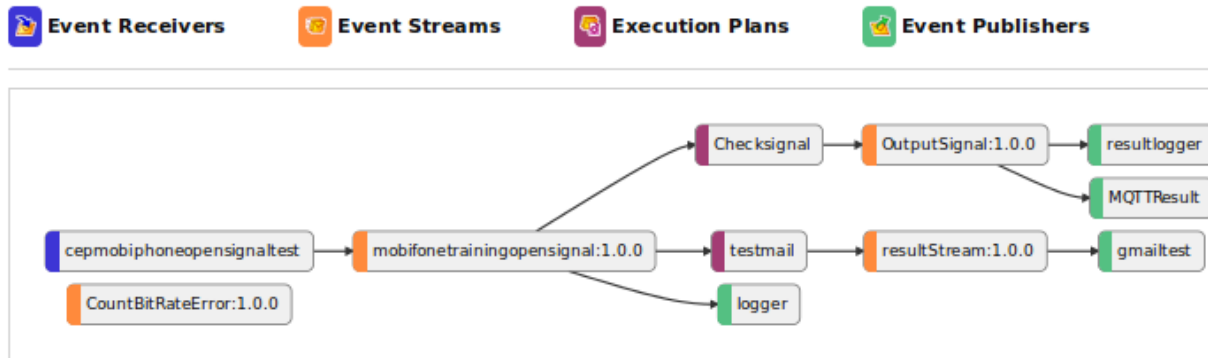 Event Receivers Event Streams Execution Plans Event Publishers
Checksignal OutputSignal:1.0.0 resultlogger
MQTTResult
cepmobiphoneopensignaltest mobifonetrainingopensignal:1.0.0 testmail resultStream:1.0.0 gmailtest
CountBitRateError:1.0.0 logger